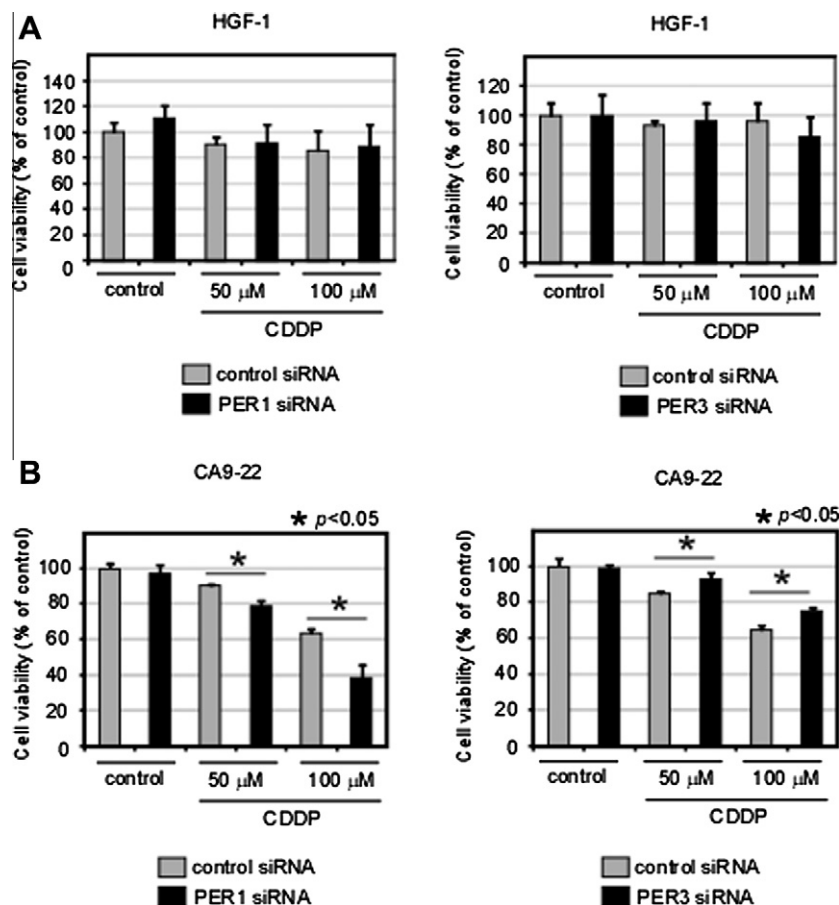 A
HGF-1
Cell viability (% of control)
140
120
100
80
60
40
20
0
control
50 μM
100 μM
CDDP
control siRNA
PER1 siRNA
HGF-1
Cell viability (% of control)
120
100
80
60
40
20
0
control
50 μM
100 μM
CDDP
control siRNA
PER3 siRNA
B
CA9-22
* p<0.05
Cell viability (% of control)
100
80
60
40
20
0
*
*
control
50 μM
100 μM
CDDP
control siRNA
PER1 siRNA
CA9-22
* p<0.05
Cell viability (% of control)
100
80
60
40
20
0
*
*
control
50 μM
100 μM
CDDP
control siRNA
PER3 siRNA